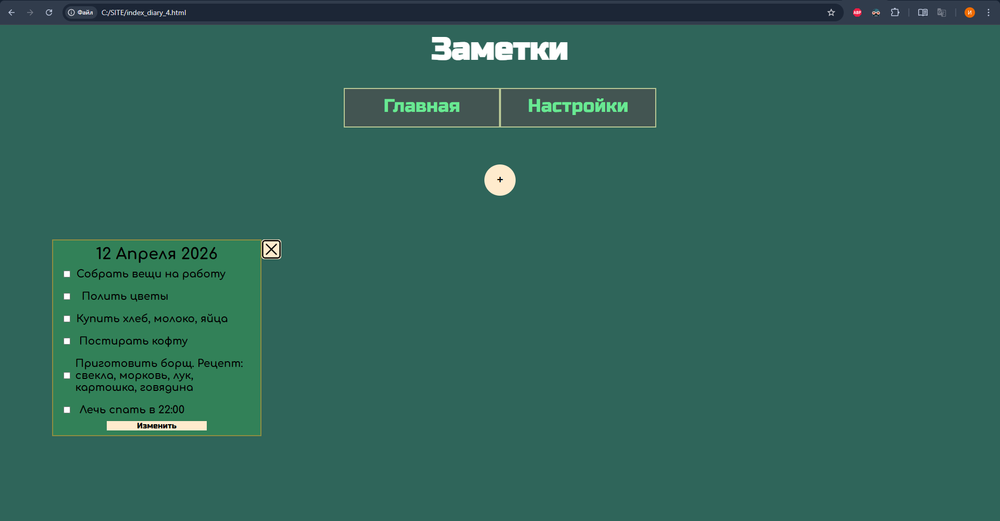 Файл C:/SITE/index_diary_4.html
ABP
И
Заметки
Главная Настройки
+
12 Апреля 2026
Собрать вещи на работу
Полить цветы
Купить хлеб, молоко, яйца
Постирать кофту
Приготовить борщ. Рецепт:
свекла, морковь, лук,
картошка, говядина
Лечь спать в 22:00
Изменить